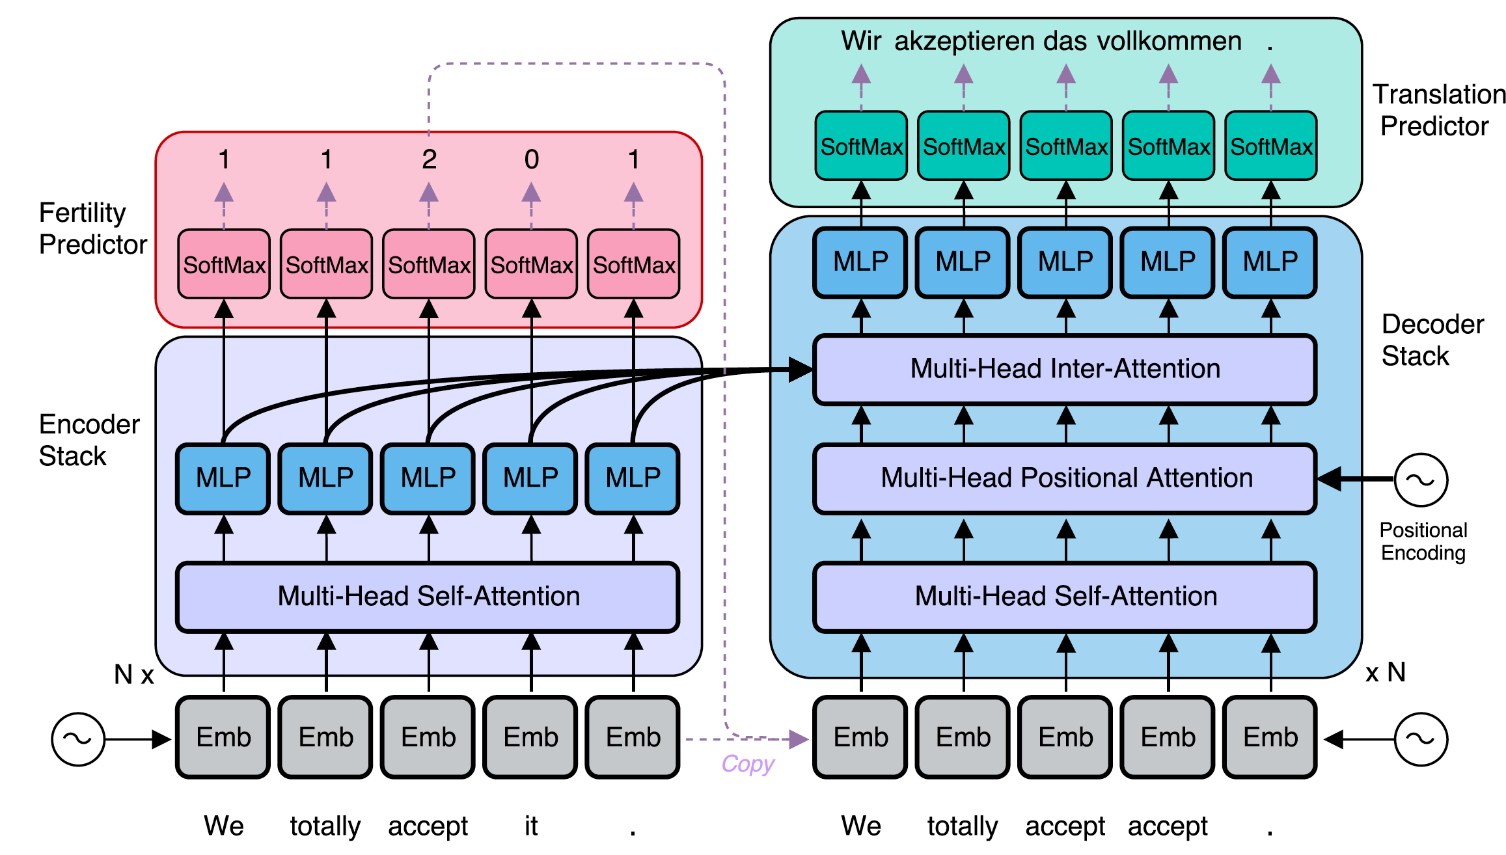 Wir akzeptieren das vollkommen .
Translation
Predictor
SoftMax SoftMax SoftMax SoftMax SoftMax
1 1 2 0 1
Fertility
Predictor
SoftMax SoftMax SoftMax SoftMax SoftMax
MLP MLP MLP MLP MLP
Decoder
Stack
Multi-Head Inter-Attention
Encoder
Stack
MLP MLP MLP MLP MLP
Multi-Head Positional Attention
Positional
Encoding
Multi-Head Self-Attention
Multi-Head Self-Attention
N x
x N
Emb Emb Emb Emb Emb
Copy
Emb Emb Emb Emb Emb
We totally accept it .
We totally accept accept .